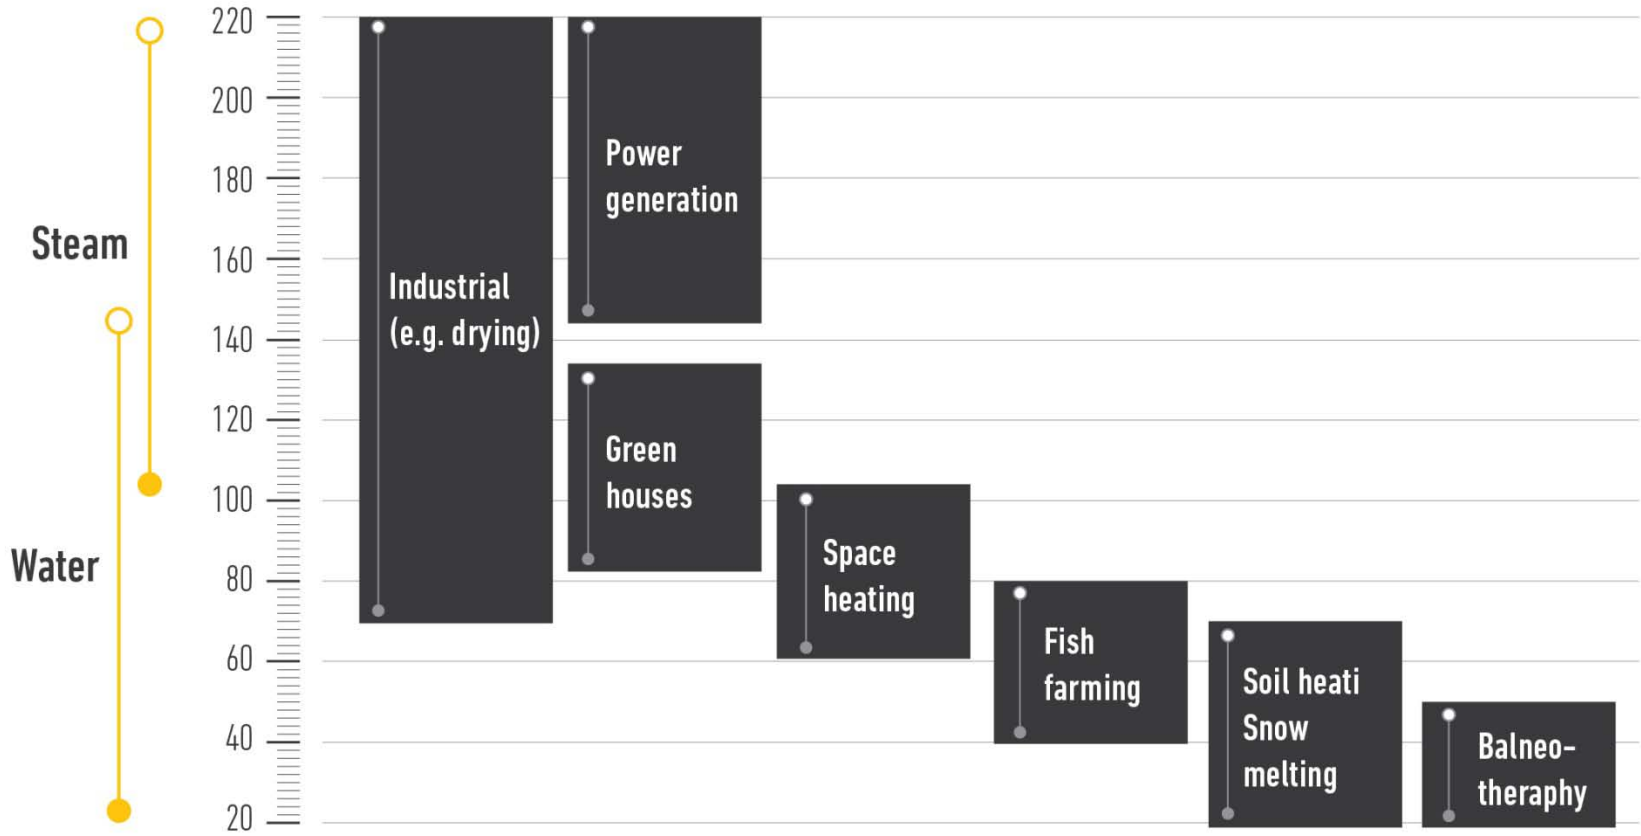 Steam
Water
220
200
180
160
140
120
100
80
60
40
20
Industrial
(e.g. drying)
Power
generation
Green
houses
Space
heating
Fish
farming
Soil heati
Snow
melting
Balneo-
theraphy